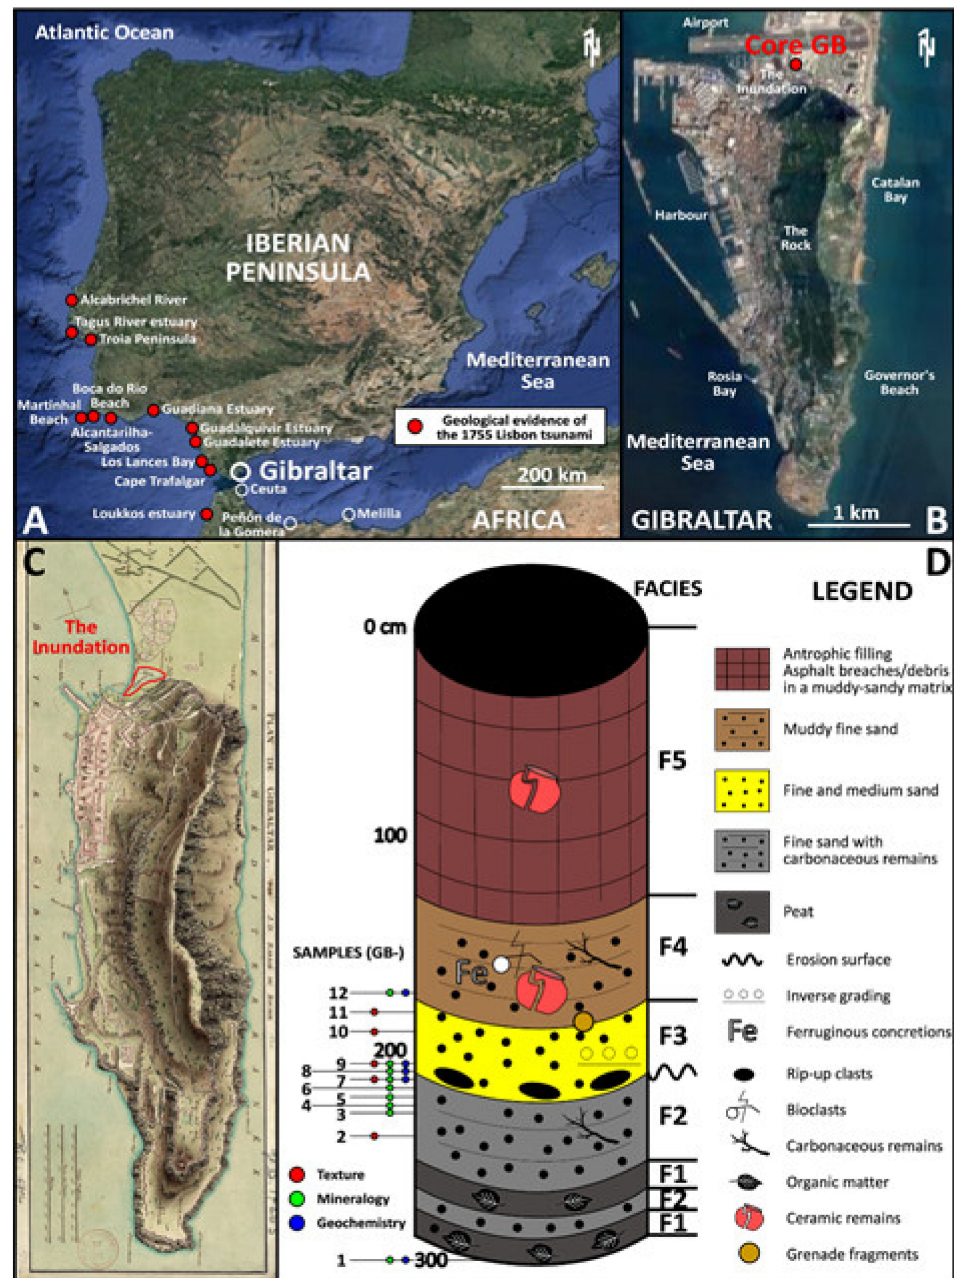 Atlantic Ocean
N
IBERIAN
PENINSULA
Alcabrichel River
Tagus River estuary
Troia Peninsula
Mediterranean
Sea
Boca do Rio
Beach
Martinhal
Beach
Guadiana Estuary
Alcantarilha-
Salgados
Guadalquivir Estuary
Guadalete Estuary
Geological evidence of
the 1755 Lisbon tsunami
Los Lances Bay
Gibraltar
Cape Trafalgar
Ceuta
200 km
Loukkos estuary
Peñón de
la Gomera
Melilla
AFRICA
A
Airport
Core GB
N
The
Inundation
Catalan
Bay
Harbour
The
Rock
Rosia
Bay
Governor's
Beach
Mediterranean
Sea
GIBRALTAR
1 km
B
C
The
Inundation
PLAN DE GIBRALTAR
D
FACIES
LEGEND
0 cm
100
200
300
F5
F4
F3
F2
F1
F2
F1
Fe
SAMPLES (GB-)
12
11
10
9
8
7
6
5
4
3
2
1
Texture
Mineralogy
Geochemistry
Antrophic filling
Asphalt breaches/debris
in a muddy-sandy matrix
Muddy fine sand
Fine and medium sand
Fine sand with
carbonaceous remains
Peat
Erosion surface
Inverse grading
Fe
Ferruginous concretions
Rip-up clasts
Bioclasts
Carbonaceous remains
Organic matter
Ceramic remains
Grenade fragments